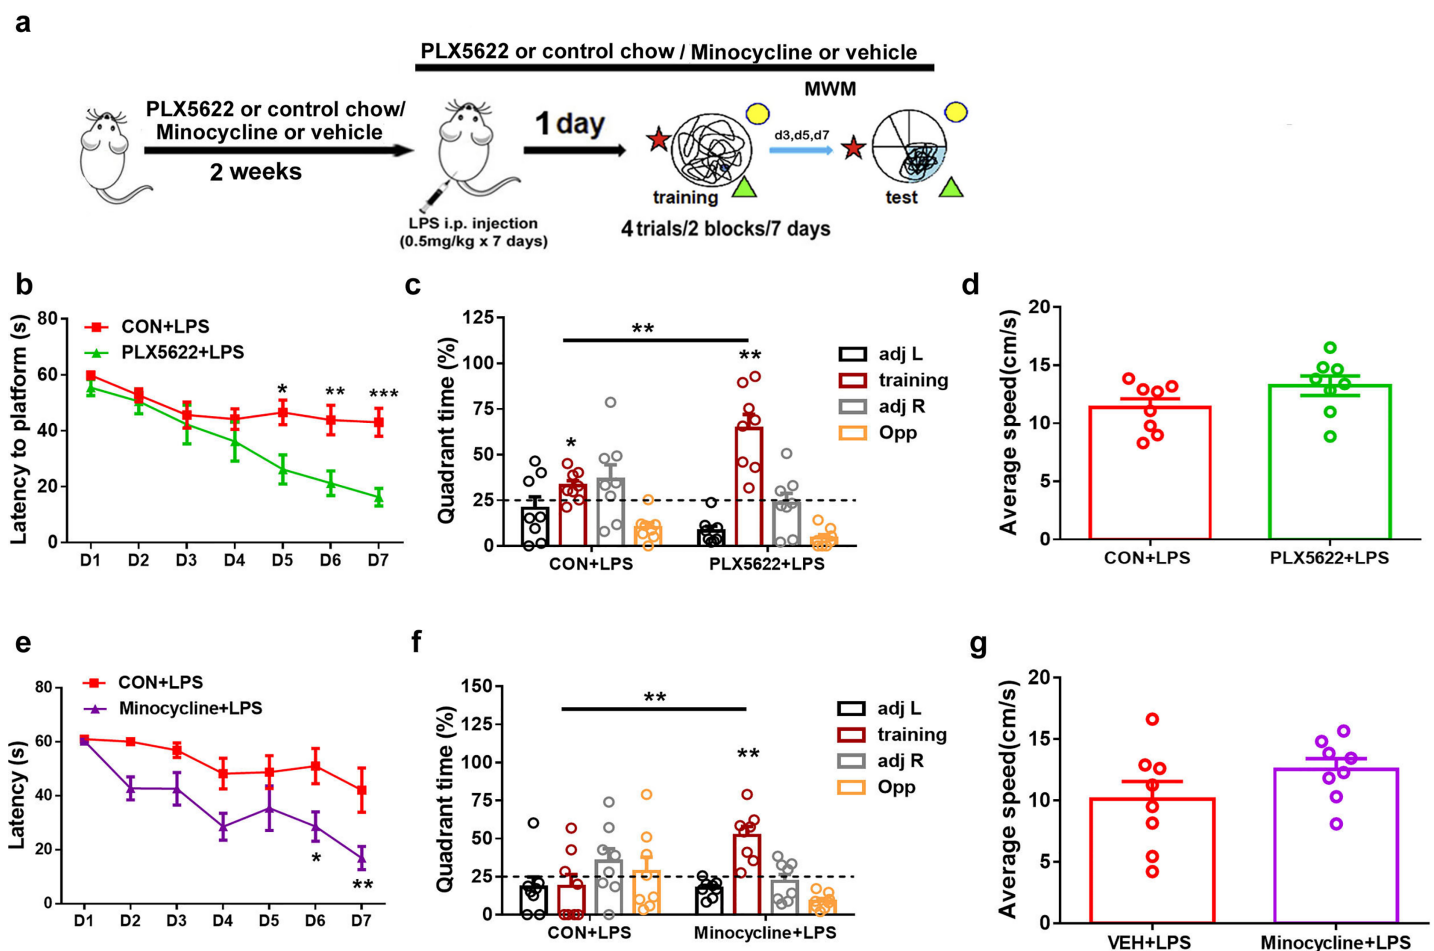 a
PLX5622 or control chow / Minocycline or vehicle
MWM
PLX5622 or control chow/
Minocycline or vehicle
2 weeks
1 day
d3,d5,d7
training
test
LPS i.p. injection
(0.5mg/kg x 7 days)
4 trials/2 blocks/7 days
b
Latency to platform (s)
80
60
40
20
0
CON+LPS
PLX5622+LPS
*
**
***
D1 D2 D3 D4 D5 D6 D7
c
Quadrant time (%)
125
100
75
50
25
0
**
*
**
adj L
training
adj R
Opp
CON+LPS PLX5622+LPS
d
Average speed(cm/s)
20
15
10
5
0
CON+LPS PLX5622+LPS
e
Latency (s)
80
60
40
20
0
CON+LPS
Minocycline+LPS
*
**
D1 D2 D3 D4 D5 D6 D7
f
Quadrant time (%)
150
125
100
75
50
25
0
**
**
adj L
training
adj R
Opp
CON+LPS Minocycline+LPS
g
Average speed(cm/s)
20
15
10
5
0
VEH+LPS Minocycline+LPS